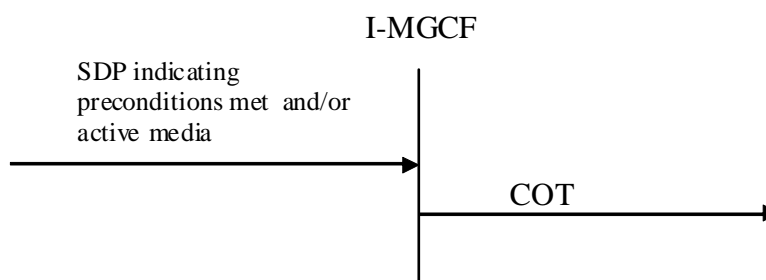 I-MGCF
SDP indicating
preconditions met and/or
active media
COT